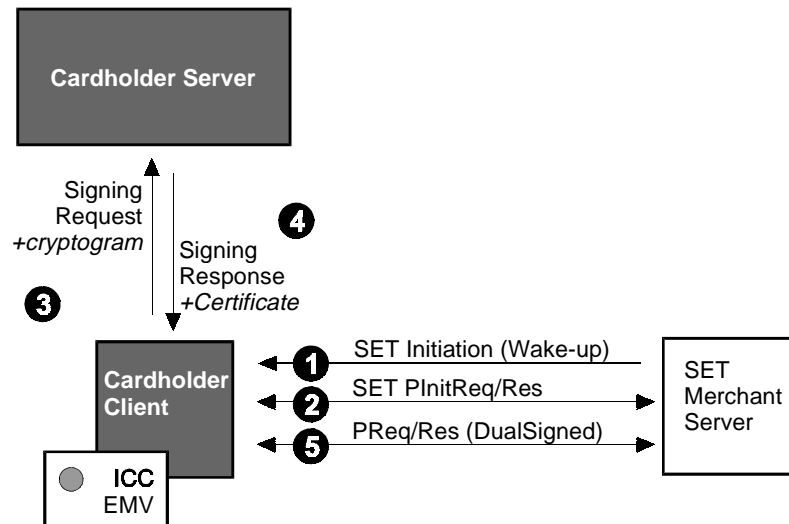 Cardholder Server
Signing
Request
+cryptogram
4
Signing
Response
+Certificate
3
Cardholder
Client
1
SET Initiation (Wake-up)
2
SET PInitReq/Res
5
PReq/Res (DualSigned)
SET
Merchant
Server
ICC
EMV